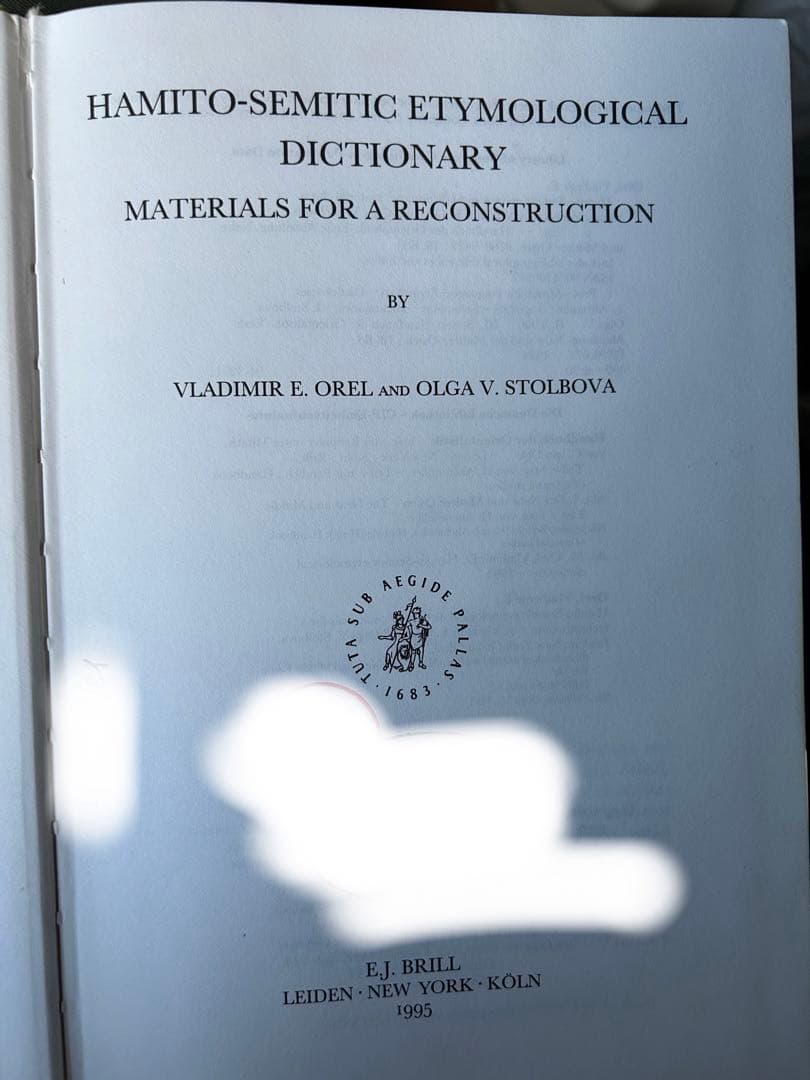 HAMITO-SEMITIC ETYMOLOGICAL
DICTIONARY
MATERIALS FOR A RECONSTRUCTION
BY
VLADIMIR E. OREL AND OLGA V. STOLBOVA
TUTA SUB AEGIDE PALLAS · 1683 ·
E.J. BRILL
LEIDEN · NEW YORK · KÖLN
1995